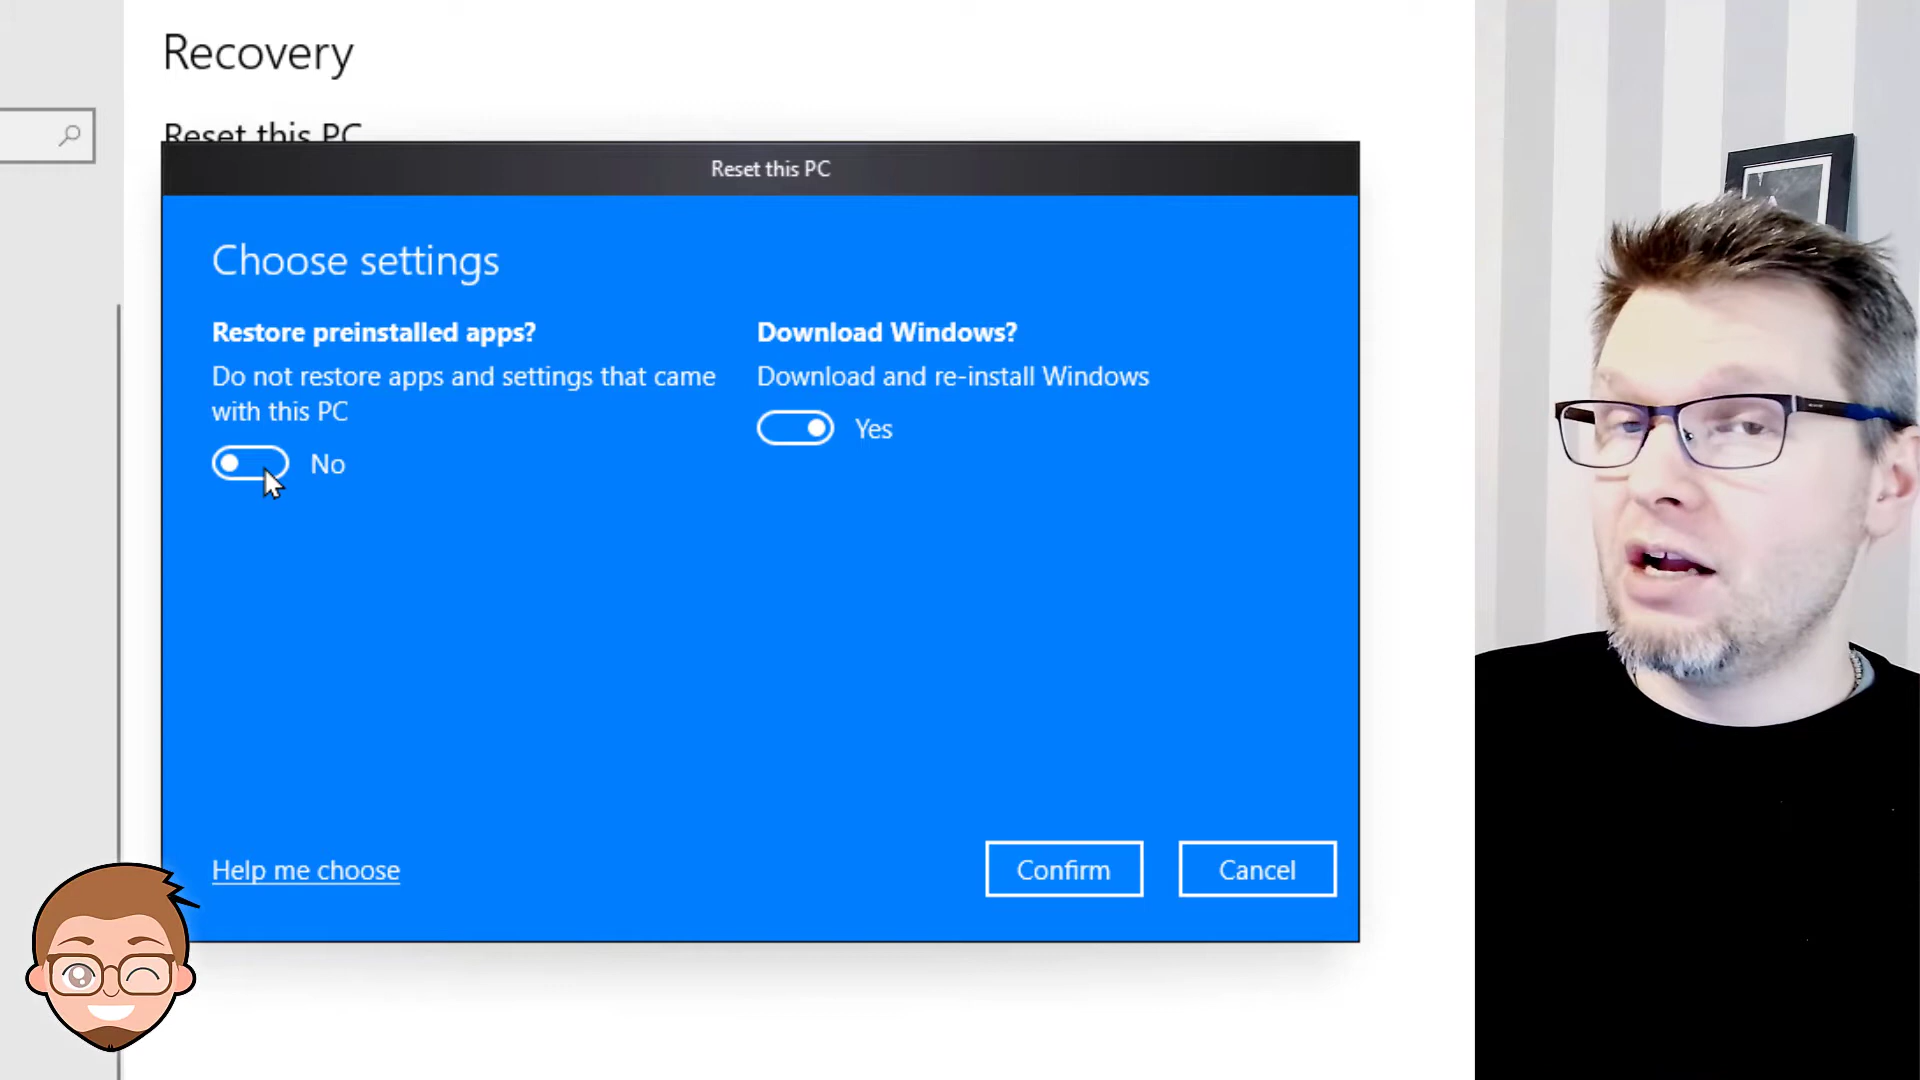 Recovery
Reset this PC
Reset this PC
Choose settings
Restore preinstalled apps?
Do not restore apps and settings that came
with this PC
No
Download Windows?
Download and re-install Windows
Yes
Help me choose
Confirm
Cancel